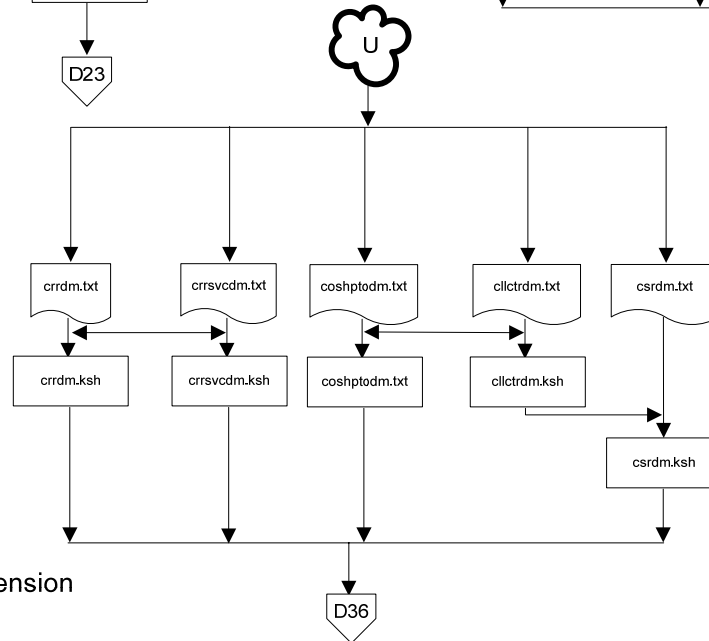 U
D23
crrdm.txt
crrsvcdm.txt
coshptodm.txt
cllctrdm.txt
csrdm.txt
crrdm.ksh
crrsvcdm.ksh
coshptodm.txt
cllctrdm.ksh
csrdm.ksh
ension
D36